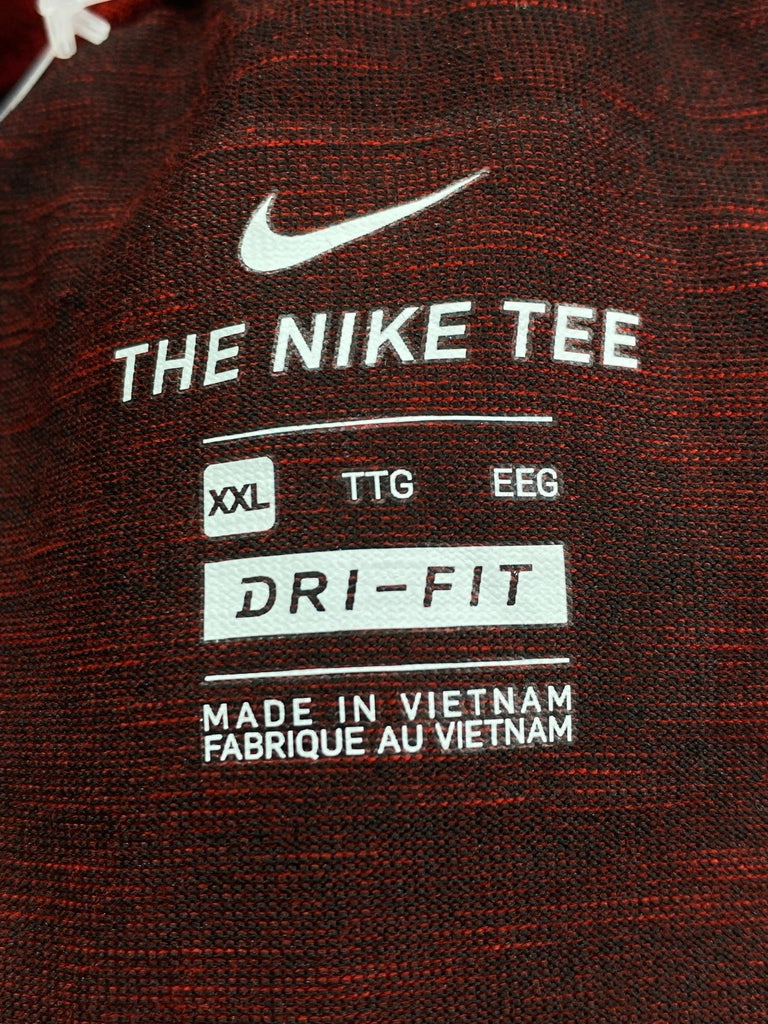 THE NIKE TEE
XXL TTG EEG
DRI-FIT
MADE IN VIETNAM
FABRIQUE AU VIETNAM